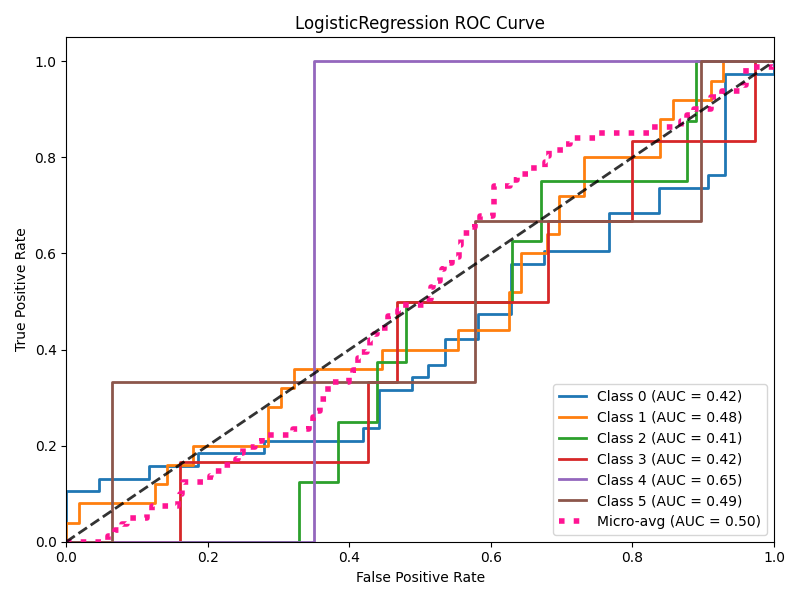 LogisticRegression ROC Curve
True Positive Rate
1.0
0.8
0.6
0.4
0.2
0.0
0.0 0.2 0.4 0.6 0.8 1.0
False Positive Rate
Class 0 (AUC = 0.42)
Class 1 (AUC = 0.48)
Class 2 (AUC = 0.41)
Class 3 (AUC = 0.42)
Class 4 (AUC = 0.65)
Class 5 (AUC = 0.49)
Micro-avg (AUC = 0.50)